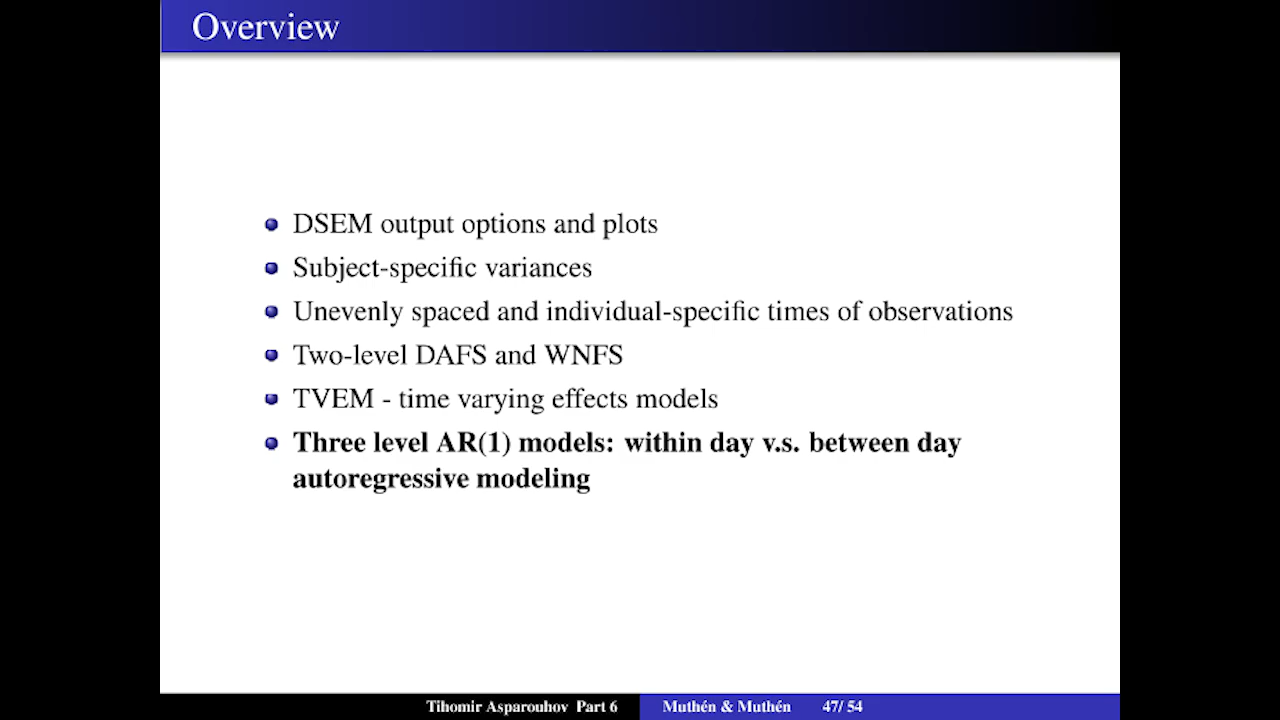 Overview
DSEM output options and plots
Subject-specific variances
Unevenly spaced and individual-specific times of observations
Two-level DAFS and WNFS
TVEM - time varying effects models
Three level AR(1) models: within day v.s. between day
autoregressive modeling
Tihomir Asparouhov Part 6 Muthén & Muthén 47/ 54